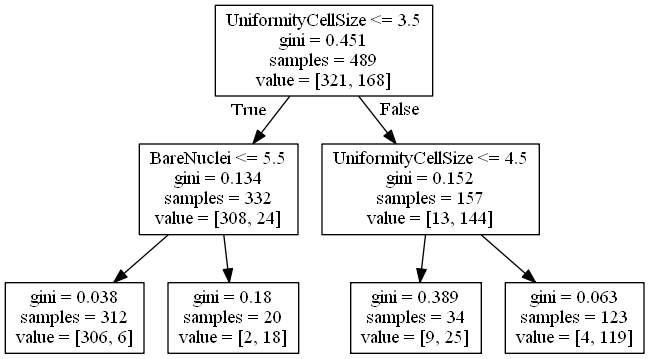 UniformityCellSize <= 3.5
gini = 0.451
samples = 489
value = [321, 168]
True
False
BareNuclei <= 5.5
gini = 0.134
samples = 332
value = [308, 24]
UniformityCellSize <= 4.5
gini = 0.152
samples = 157
value = [13, 144]
gini = 0.038
samples = 312
value = [306, 6]
gini = 0.18
samples = 20
value = [2, 18]
gini = 0.389
samples = 34
value = [9, 25]
gini = 0.063
samples = 123
value = [4, 119]